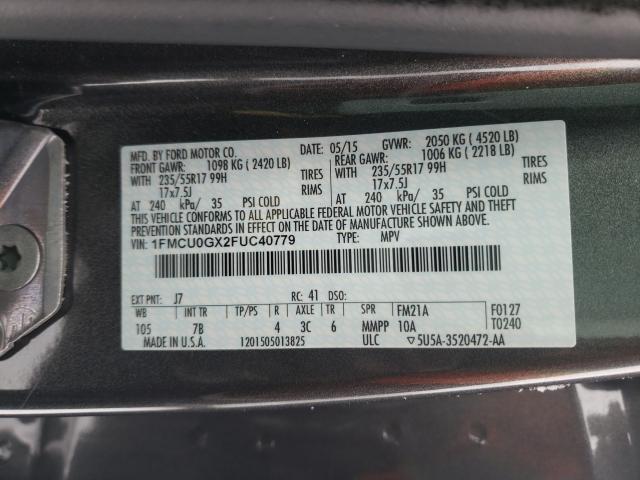 MFD. BY FORD MOTOR CO.
DATE: 05/15 GVWR: 2050 KG (4520 LB)
FRONT GAWR: 1098 KG (2420 LB) REAR GAWR: 1006 KG (2218 LB)
WITH 235/55R17 99H TIRES WITH 235/55R17 99H TIRES
17x7.5J RIMS 17x7.5J RIMS
AT 240 kPa/ 35 PSI COLD AT 240 kPa/ 35 PSI COLD
THIS VEHICLE CONFORMS TO ALL APPLICABLE FEDERAL MOTOR VEHICLE SAFETY AND THEFT
PREVENTION STANDARDS IN EFFECT ON THE DATE OF MANUFACTURE SHOWN ABOVE.
VIN: 1FMCU0GX2FUC40779 TYPE: MPV
EXT PNT: J7 RC: 41 DSO:
WB INT TR TP/PS R AXLE TR SPR FM21A F0127
105 7B 4 3C 6 MMPP 10A T0240
MADE IN U.S.A. 1201505013825 ULC ▽5U5A-3520472-AA